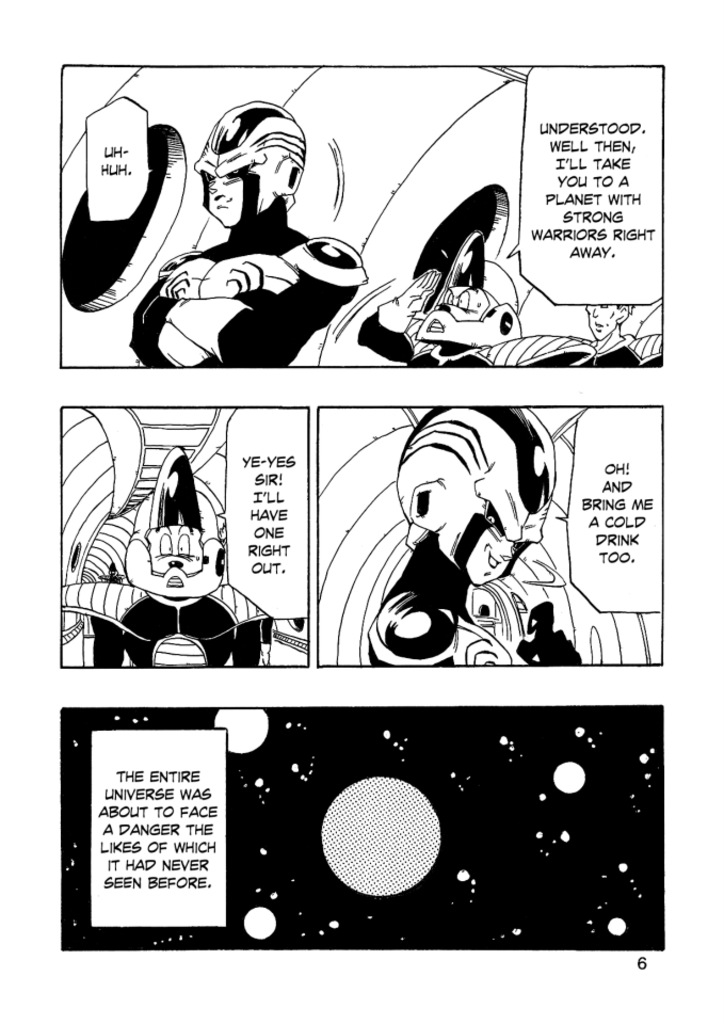 UNDERSTOOD.
WELL THEN,
I'LL TAKE
YOU TO A
PLANET WITH
STRONG
WARRIORS RIGHT
AWAY.
UH-
HUH.
OH!
AND
BRING ME
A COLD
DRINK
TOO.
YE-YES
SIR!
I'LL
HAVE
ONE
RIGHT
OUT.
THE ENTIRE
UNIVERSE WAS
ABOUT TO FACE
A DANGER THE
LIKES OF WHICH
IT HAD NEVER
SEEN BEFORE.
6